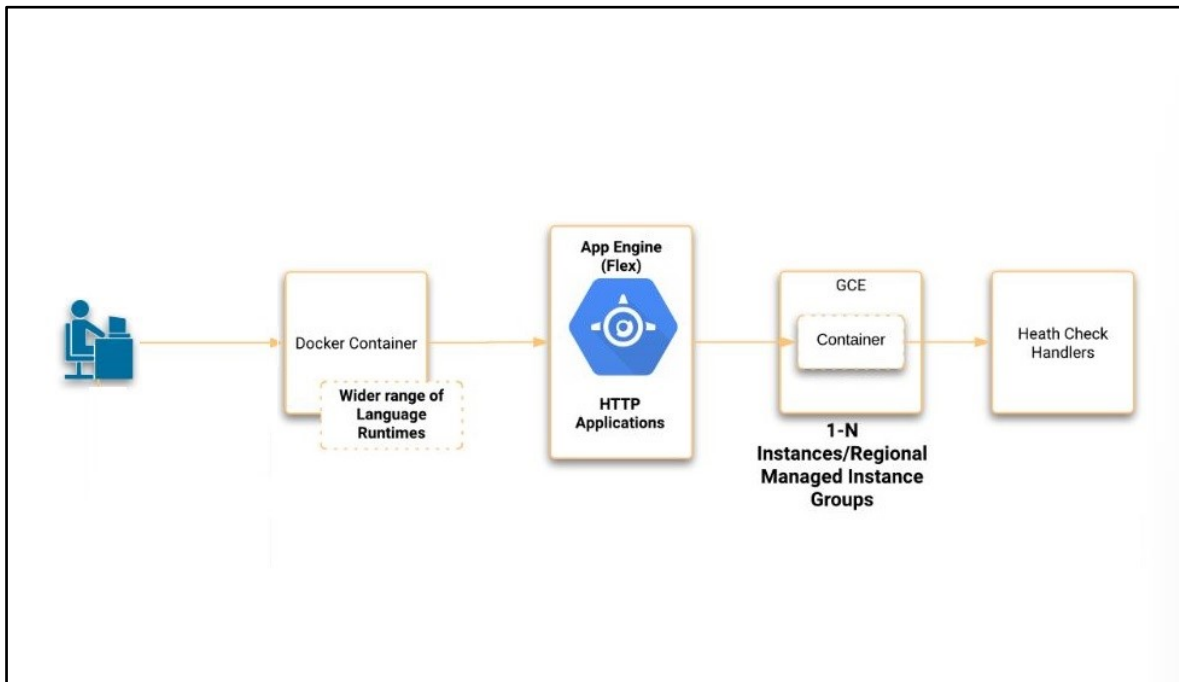 Docker Container
Wider range of
Language
Runtimes
App Engine
(Flex)
HTTP
Applications
GCE
Container
1-N
Instances/Regional
Managed Instance
Groups
Heath Check
Handlers